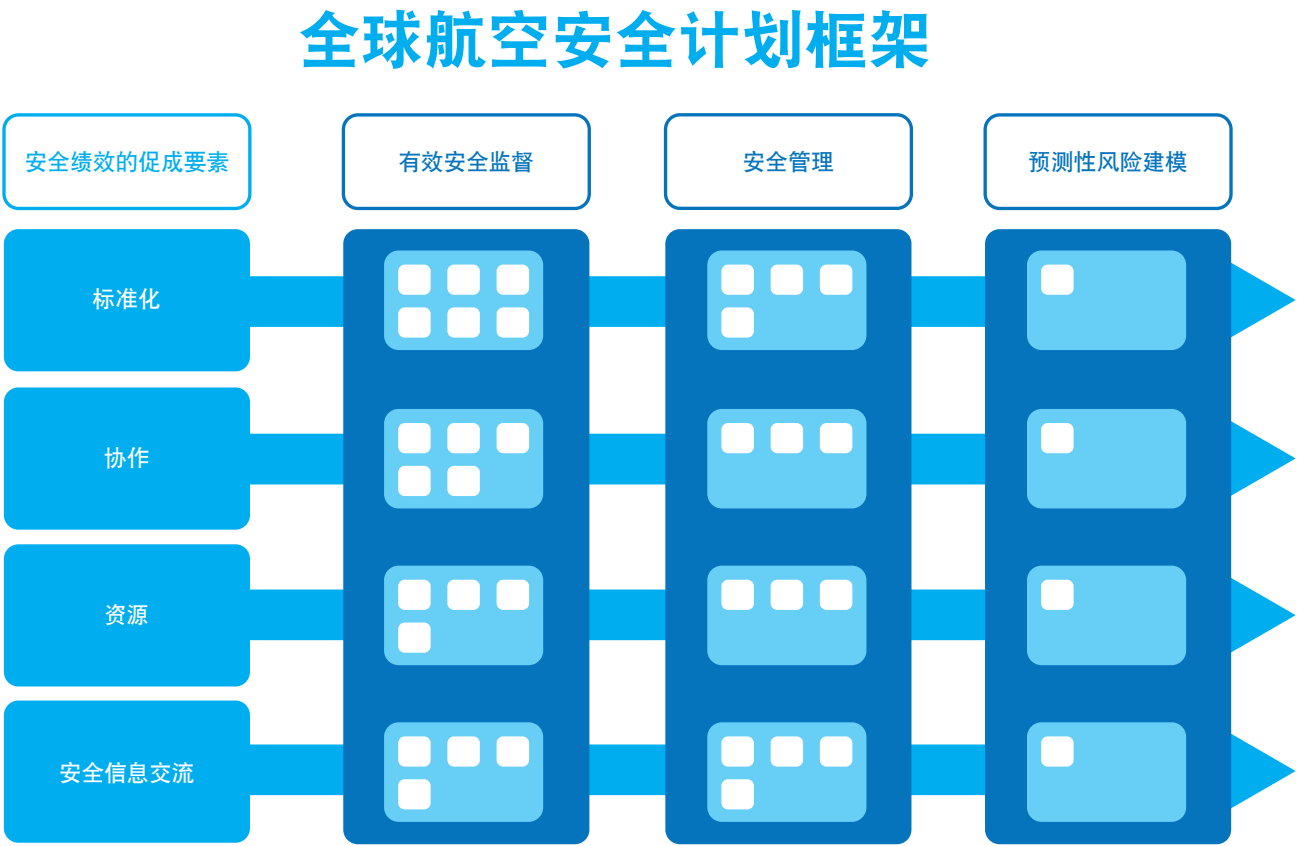 全球航空安全计划框架
安全绩效的促成要素
有效安全监督
安全管理
预测性风险建模
标准化
协作
资源
安全信息交流